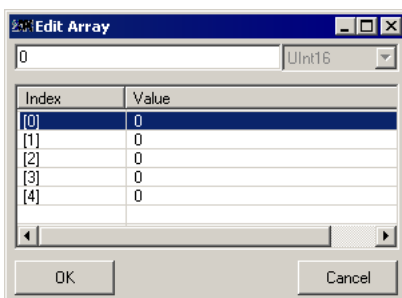 Edit Array
0 UInt16
Index Value
[0] 0
[1] 0
[2] 0
[3] 0
[4] 0
OK Cancel